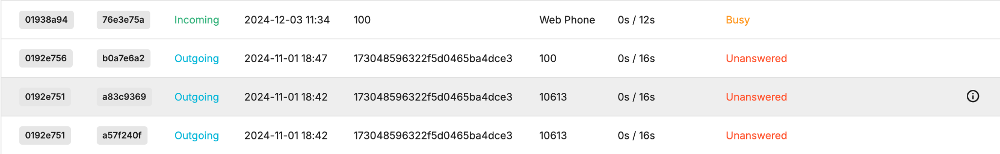 01938a94 76e3e75a Incoming 2024-12-03 11:34 100 Web Phone 0s / 12s Busy
0192e756 b0a7e6a2 Outgoing 2024-11-01 18:47 173048596322f5d0465ba4dce3 100 0s / 16s Unanswered
0192e751 a83c9369 Outgoing 2024-11-01 18:42 173048596322f5d0465ba4dce3 10613 0s / 16s Unanswered
0192e751 a57f240f Outgoing 2024-11-01 18:42 173048596322f5d0465ba4dce3 10613 0s / 16s Unanswered